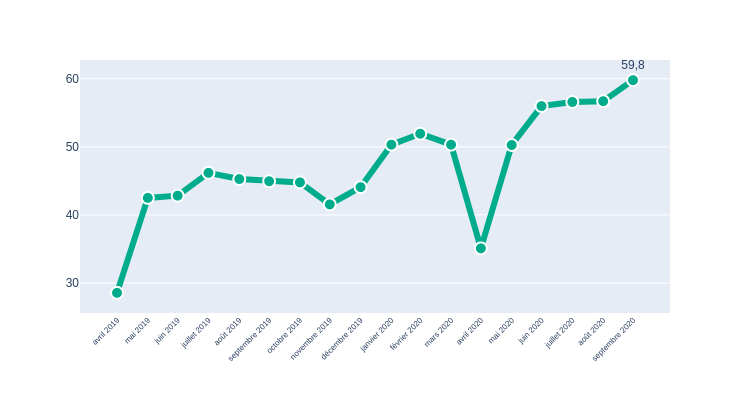 59,8
60
50
40
30
avril 2019
mai 2019
juin 2019
juillet 2019
août 2019
septembre 2019
octobre 2019
novembre 2019
décembre 2019
janvier 2020
février 2020
mars 2020
avril 2020
mai 2020
juin 2020
juillet 2020
août 2020
septembre 2020